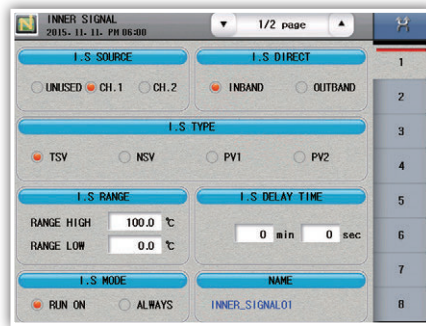 INNER SIGNAL
2015. 11. 11. PM 06:00
▼ 1/2 page ▲
I.S SOURCE
UNUSED CH.1 CH.2
I.S DIRECT
INBAND OUTBAND
I.S TYPE
TSV NSV PV1 PV2
I.S RANGE
RANGE HIGH 100.0 ℃
RANGE LOW 0.0 ℃
I.S DELAY TIME
0 min 0 sec
I.S MODE
RUN ON ALWAYS
NAME
INNER_SIGNAL01
1
2
3
4
5
6
7
8